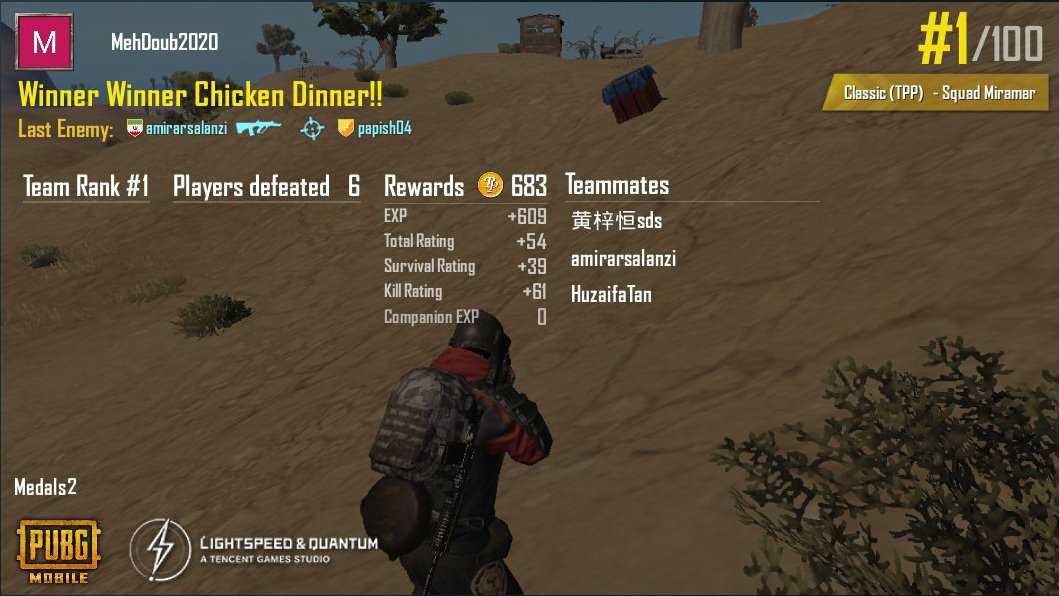 M
MehDoub2020
#1/100
Winner Winner Chicken Dinner!!
Classic (TPP) - Squad Miramar
Last Enemy: amirarsalanzi papish04
Team Rank #1
Players defeated 6
Rewards 683
EXP +609
Total Rating +54
Survival Rating +39
Kill Rating +61
Companion EXP 0
Teammates
黄梓恒sds
amirarsalanzi
HuzaifaTan
Medals2
PUBG
MOBILE
LIGHTSPEED & QUANTUM
A TENCENT GAMES STUDIO